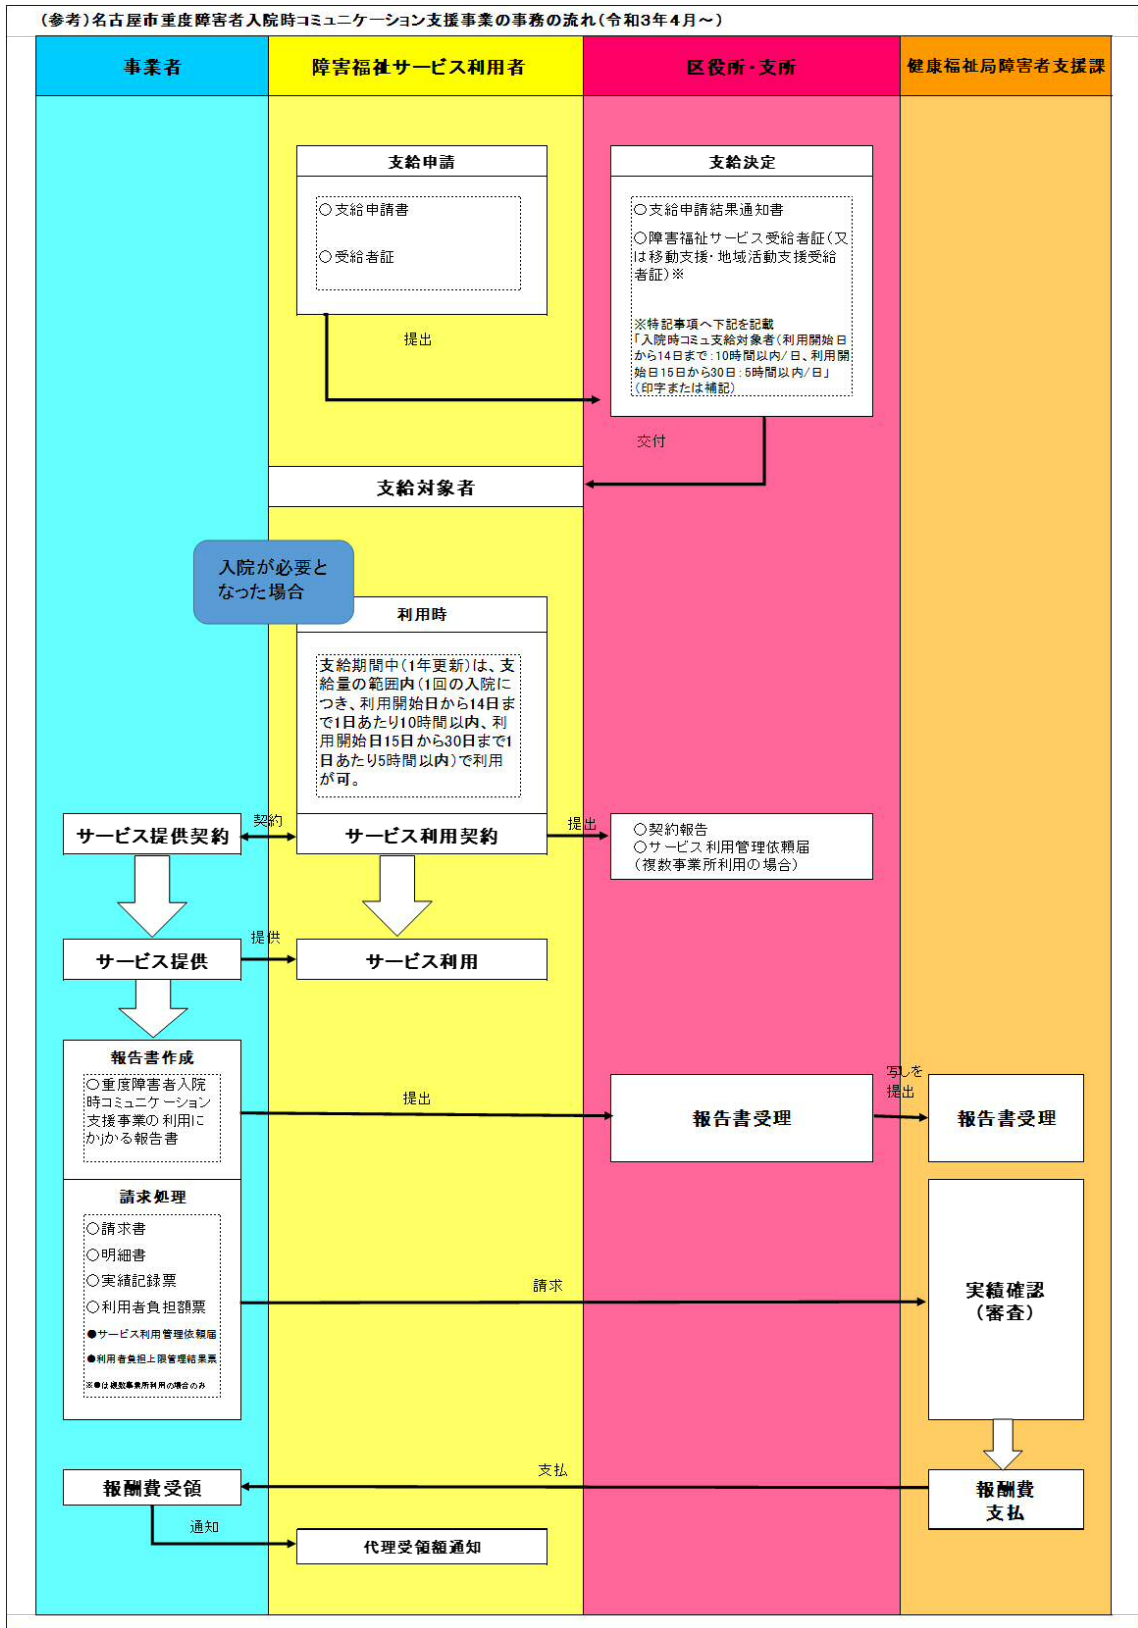 (参考)名古屋市重度障害者入院時コミュニケーション支援事業の事務の流れ(令和3年4月~)
事業者
障害福祉サービス利用者
区役所・支所
健康福祉局障害者支援課
支給申請
○支給申請書
○受給者証
提出
支給決定
○支給申請結果通知書
○障害福祉サービス受給者証(又
は移動支援・地域活動支援受給
者証)※
※特記事項へ下記を記載
「入院時コミュ支給対象者(利用開始日
から14日まで:10時間以内/日、利用開
始日15日から30日:5時間以内/日」
(印字または補記)
交付
支給対象者
入院が必要と
なった場合
利用時
支給期間中(1年更新)は、支
給量の範囲内(1回の入院に
つき、利用開始日から14日ま
で1日あたり10時間以内、利
用開始日15日から30日まで1
日あたり5時間以内)で利用
が可。
サービス提供契約
契約
サービス利用契約
提出
○契約報告
○サービス利用管理依頼届
(複数事業所利用の場合)
サービス提供
提供
サービス利用
報告書作成
○重度障害者入院
時コミュニケーション
支援事業の利用に
かjかる報告書
提出
報告書受理
写しを
提出
報告書受理
請求処理
○請求書
○明細書
○実績記録票
○利用者負担額票
●サービス利用管理依頼届
●利用者負担上限管理結果票
※●は複数事業所利用の場合のみ
請求
実績確認
(審査)
報酬費受領
支払
報酬費
支払
通知
代理受領額通知